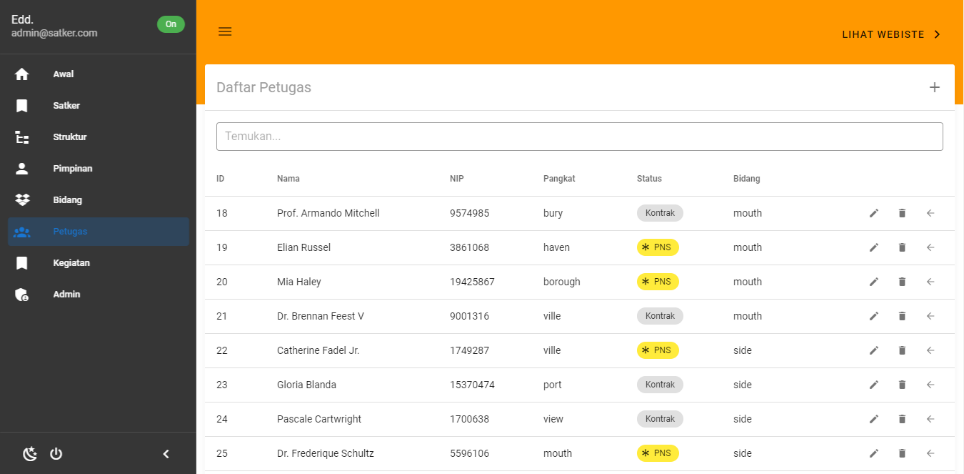 Edd.
admin@satker.com
On
Awal
Satker
Struktur
Pimpinan
Bidang
Petugas
Kegiatan
Admin
LIHAT WEBISTE
Daftar Petugas
Temukan...
ID Nama NIP Pangkat Status Bidang
18 Prof. Armando Mitchell 9574985 bury Kontrak mouth
19 Elian Russel 3861068 haven PNS mouth
20 Mia Haley 19425867 borough PNS mouth
21 Dr. Brennan Feest V 9001316 ville Kontrak mouth
22 Catherine Fadel Jr. 1749287 ville PNS side
23 Gloria Blanda 15370474 port Kontrak side
24 Pascale Cartwright 1700638 view Kontrak side
25 Dr. Frederique Schultz 5596106 mouth PNS side